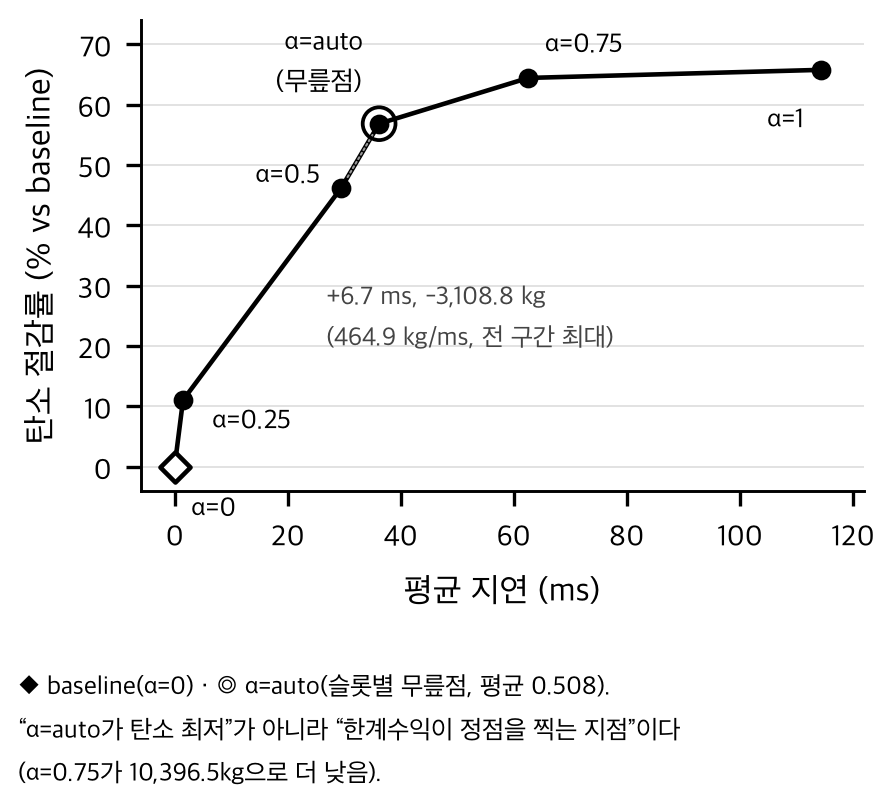 α=auto
(무릎점)
α=0.75
α=1
α=0.5
α=0.25
α=0
+6.7 ms, -3,108.8 kg
(464.9 kg/ms, 전 구간 최대)
탄소 절감률 (% vs baseline)
70
60
50
40
30
20
10
0
0 20 40 60 80 100 120
평균 지연 (ms)
◆ baseline(α=0) · ◎ α=auto(슬롯별 무릎점, 평균 0.508).
“α=auto가 탄소 최저”가 아니라 “한계수익이 정점을 찍는 지점”이다
(α=0.75가 10,396.5kg으로 더 낮음).